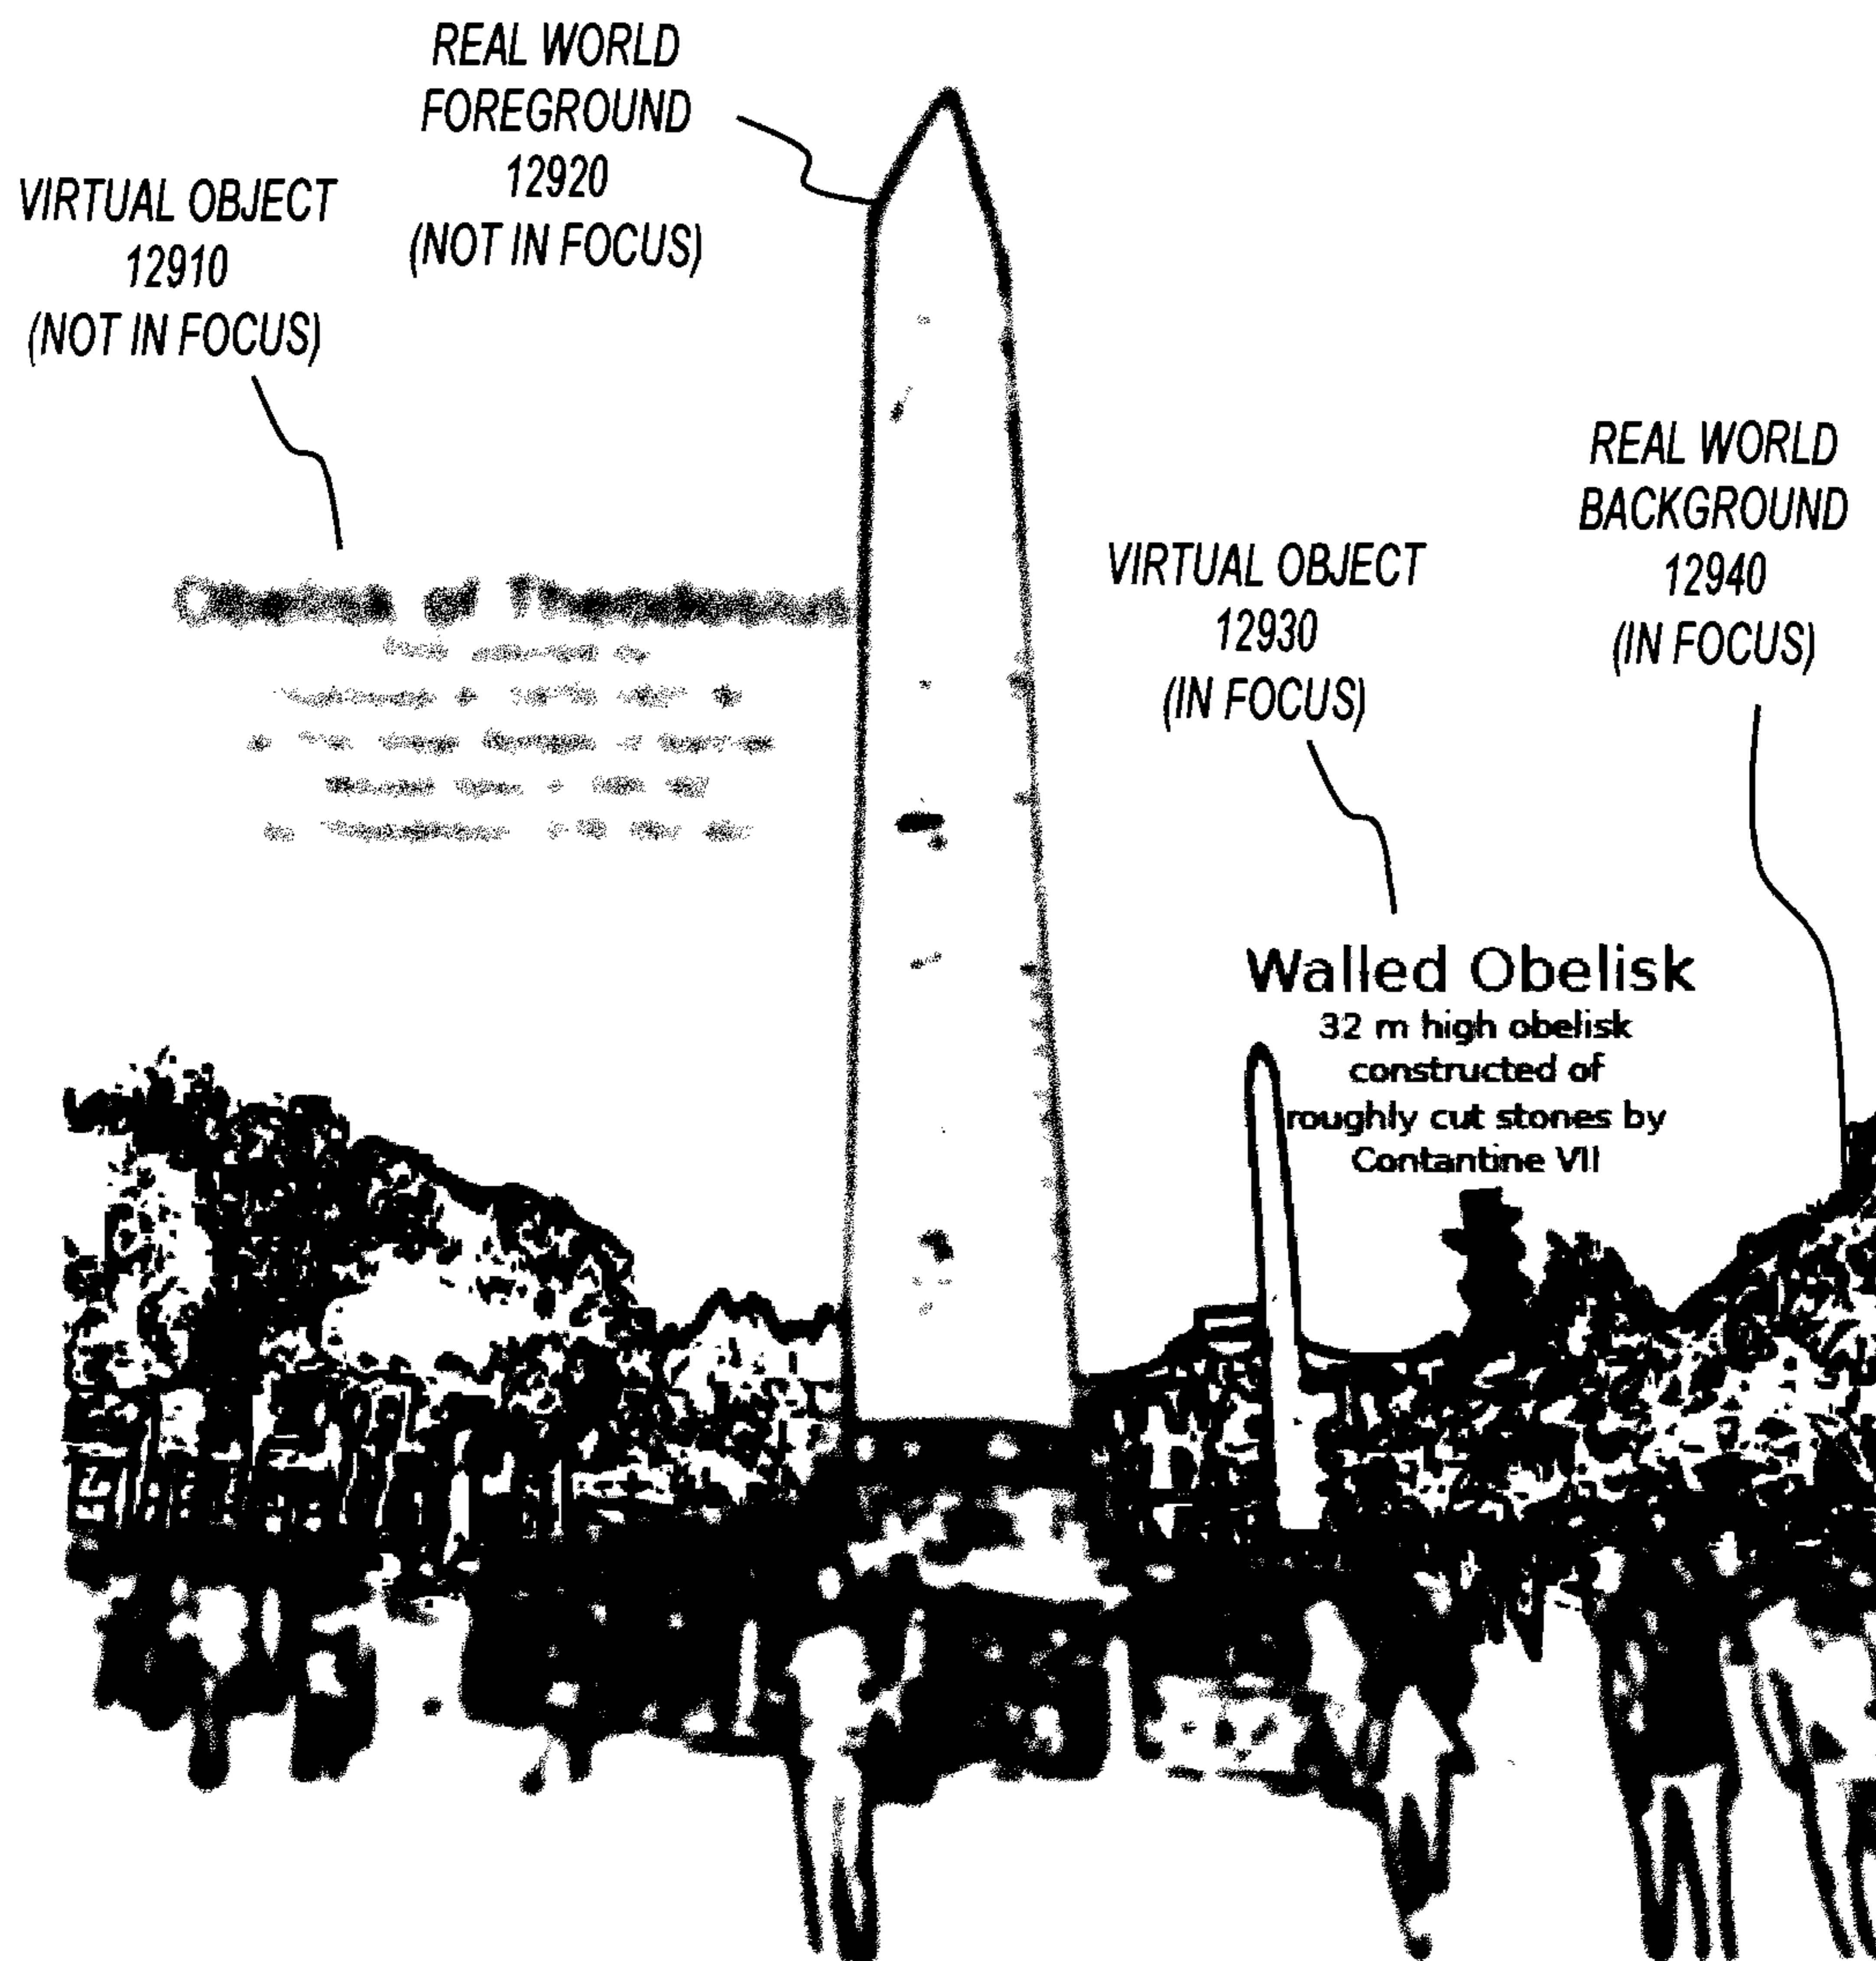 REAL WORLD
FOREGROUND
12920
(NOT IN FOCUS)
VIRTUAL OBJECT
12910
(NOT IN FOCUS)
REAL WORLD
BACKGROUND
12940
(IN FOCUS)
VIRTUAL OBJECT
12930
(IN FOCUS)
Walled Obelisk
32 m high obelisk
constructed of
roughly cut stones by
Contantine VII